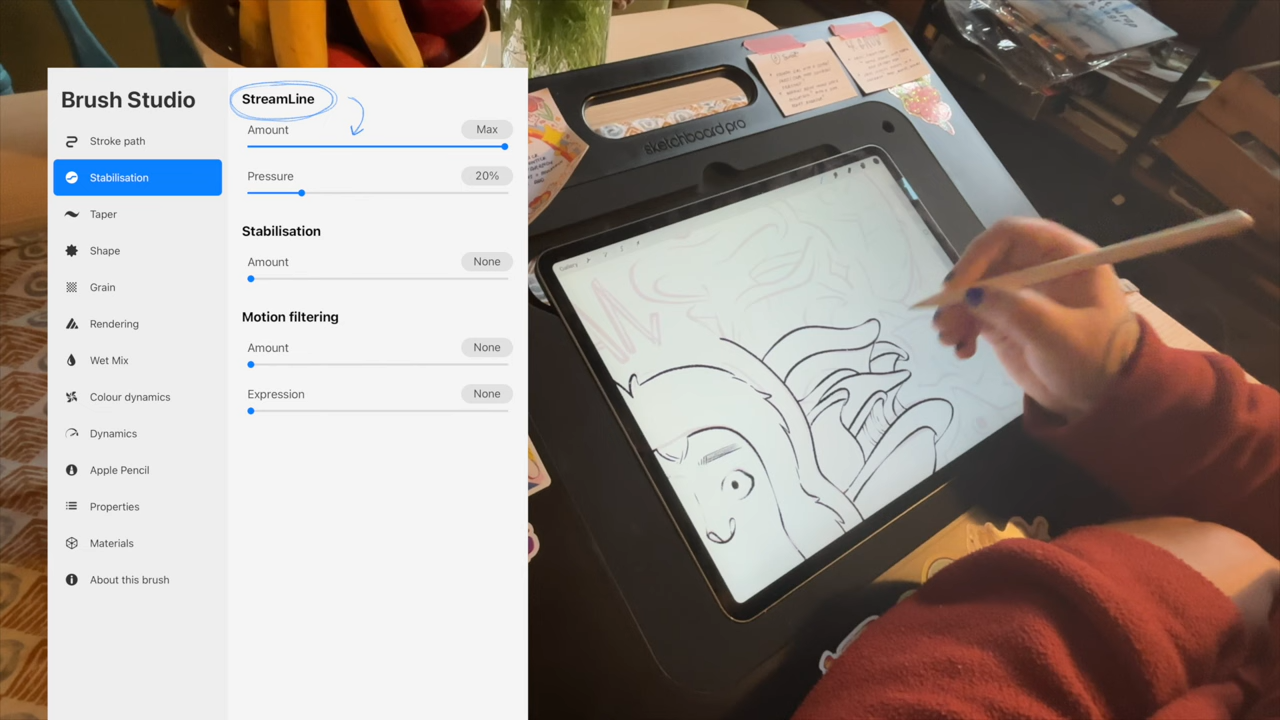 Brush Studio
Stroke path
Stabilisation
Taper
Shape
Grain
Rendering
Wet Mix
Colour dynamics
Dynamics
Apple Pencil
Properties
Materials
About this brush
StreamLine
Amount Max
Pressure 20%
Stabilisation
Amount None
Motion filtering
Amount None
Expression None
sketchboard pro
Gallery